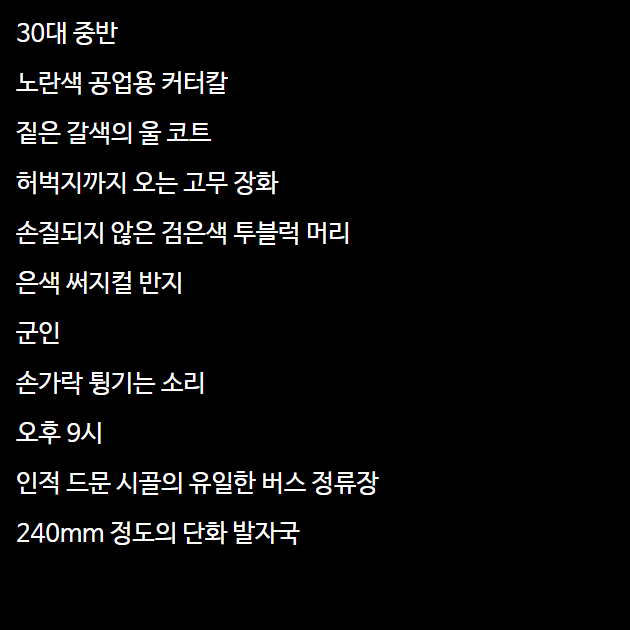 30대 중반
노란색 공업용 커터칼
짙은 갈색의 울 코트
허벅지까지 오는 고무 장화
손질되지 않은 검은색 투블럭 머리
은색 써지컬 반지
군인
손가락 튕기는 소리
오후 9시
인적 드문 시골의 유일한 버스 정류장
240mm 정도의 단화 발자국